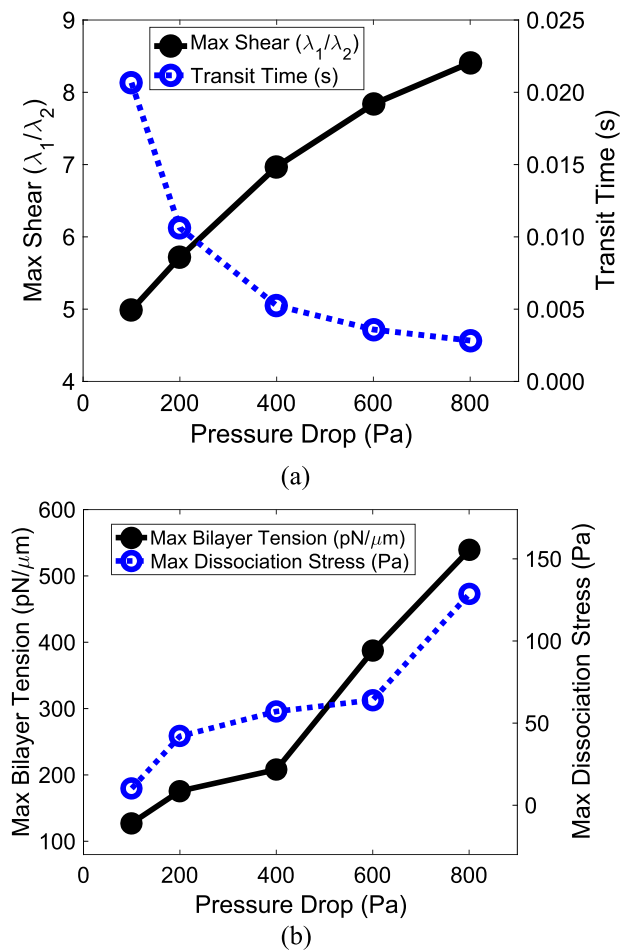 9
8
7
6
5
4
0.025
0.020
0.015
0.010
0.005
0.000
Max Shear (λ1/λ2)
Transit Time (s)
Max Shear (λ1/λ2)
Transit Time (s)
0 200 400 600 800
Pressure Drop (Pa)
(a)
600
500
400
300
200
100
150
100
50
0
Max Bilayer Tension (pN/μm)
Max Dissociation Stress (Pa)
Max Bilayer Tension (pN/μm)
Max Dissociation Stress (Pa)
0 200 400 600 800
Pressure Drop (Pa)
(b)